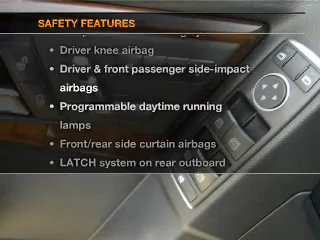 SAFETY FEATURES
• Driver knee airbag
• Driver & front passenger side-impact
airbags
• Programmable daytime running
lamps
• Front/rear side curtain airbags
• LATCH system on rear outboard